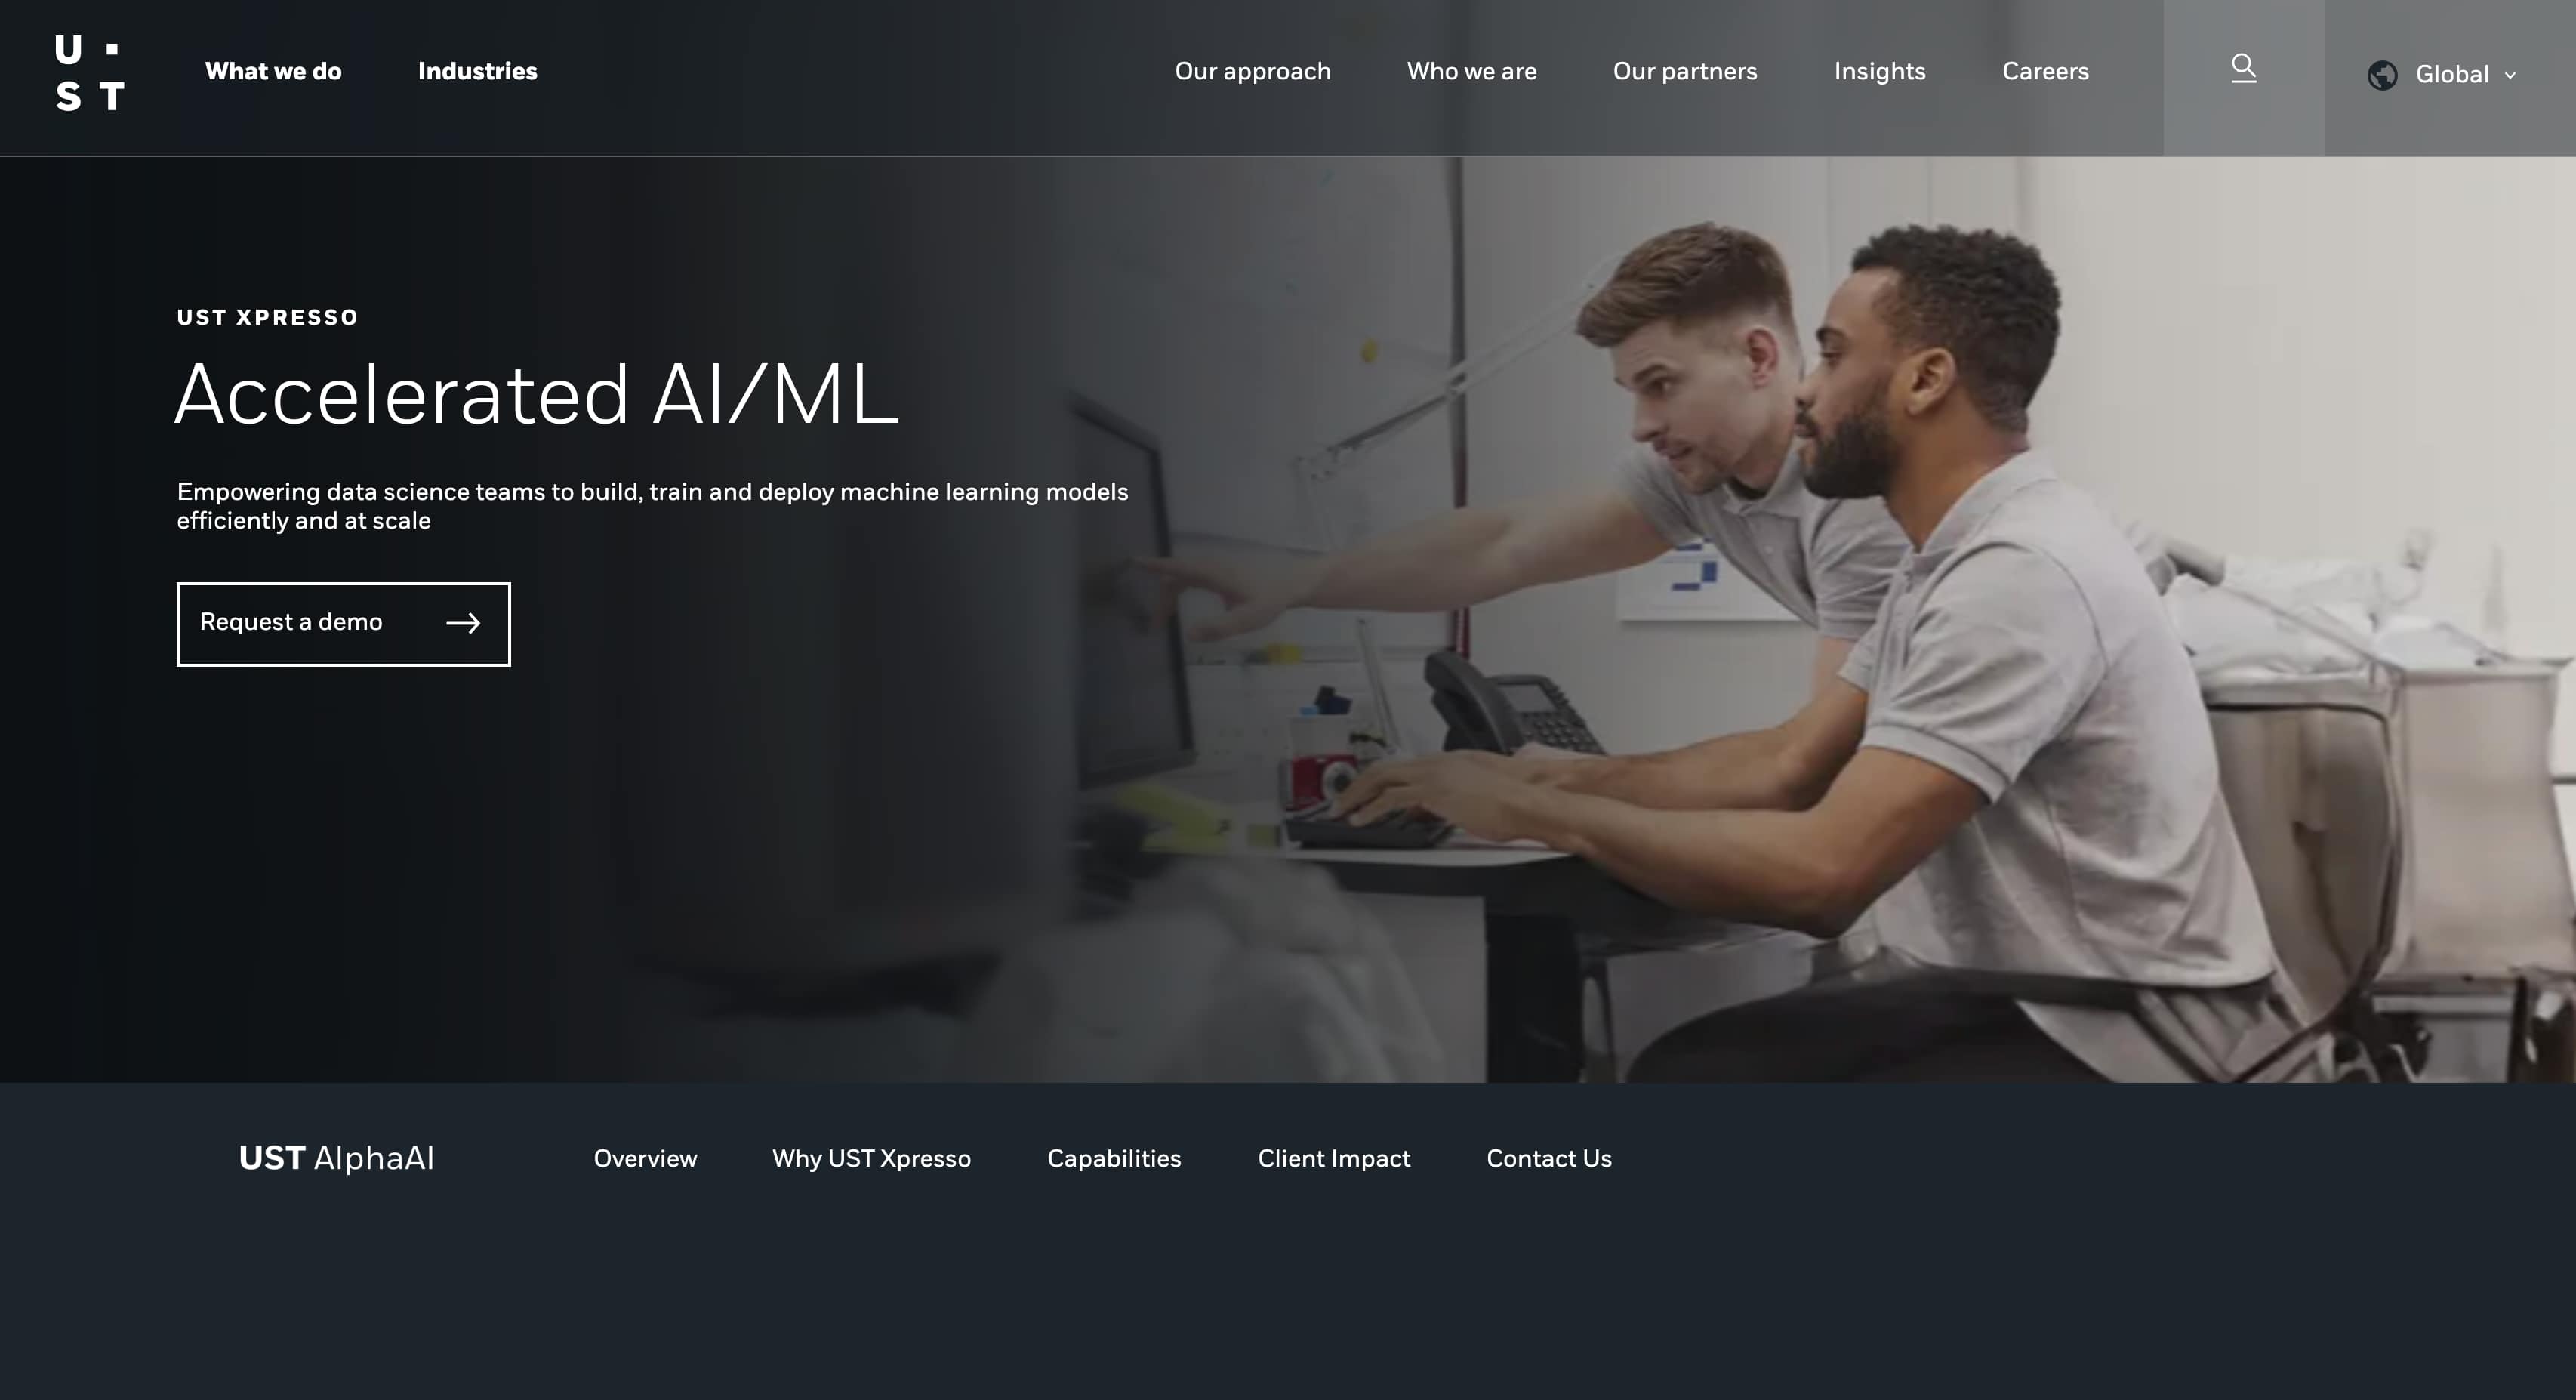 U
S T
What we do
Industries
Our approach
Who we are
Our partners
Insights
Careers
Global
UST XPRESSO
Accelerated AI/ML
Empowering data science teams to build, train and deploy machine learning models
efficiently and at scale
Request a demo
UST AlphaAI
Overview
Why UST Xpresso
Capabilities
Client Impact
Contact Us